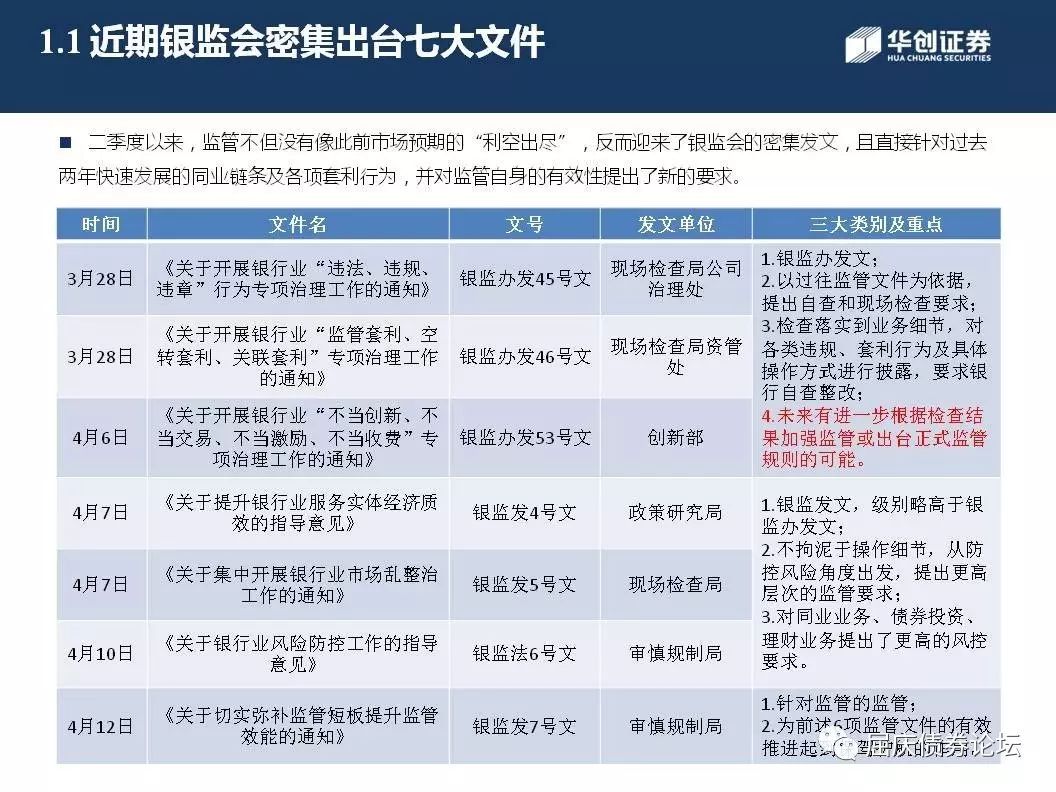 1.1 近期银监会密集出台七大文件
华创证券
HUA CHUANG SECURITIES
■ 二季度以来，监管不但没有像此前市场预期的“利空出尽”，反而迎来了银监会的密集发文，且直接针对过去
两年快速发展的同业链条及各项套利行为，并对监管自身的有效性提出了新的要求。
时间 文件名 文号 发文单位 三大类别及重点
3月28日
《关于开展银行业“违法、违规、
违章”行为专项治理工作的通知》
银监办发45号文
现场检查局公司
治理处
3月28日
《关于开展银行业“监管套利、空
转套利、关联套利”专项治理工作
的通知》
银监办发46号文
现场检查局资管
处
4月6日
《关于开展银行业“不当创新、不
当交易、不当激励、不当收费”专
项治理工作的通知》
银监办发53号文
创新部
1.银监办发文；
2.以过往监管文件为依据，
提出自查和现场检查要求；
3.检查落实到业务细节，对
各类违规、套利行为及具体
操作方式进行披露，要求银
行自查整改；
4.未来有进一步根据检查结
果加强监管或出台正式监管
规则的可能。
4月7日
《关于提升银行业服务实体经济质
效的指导意见》
银监发4号文
政策研究局
4月7日
《关于集中开展银行业市场乱整治
工作的通知》
银监发5号文
现场检查局
4月10日
《关于银行业风险防控工作的指导
意见》
银监法6号文
审慎规制局
1.银监发文，级别略高于银
监办发文；
2.不拘泥于操作细节，从防
控风险角度出发，提出更高
层次的监管要求；
3.对同业业务、债券投资、
理财业务提出了更高的风控
要求。
4月12日
《关于切实弥补监管短板提升监管
效能的通知》
银监发7号文
审慎规制局
1.针对监管的监管；
2.为前述6项监管文件的有效
推进起到
屈庆债券论坛